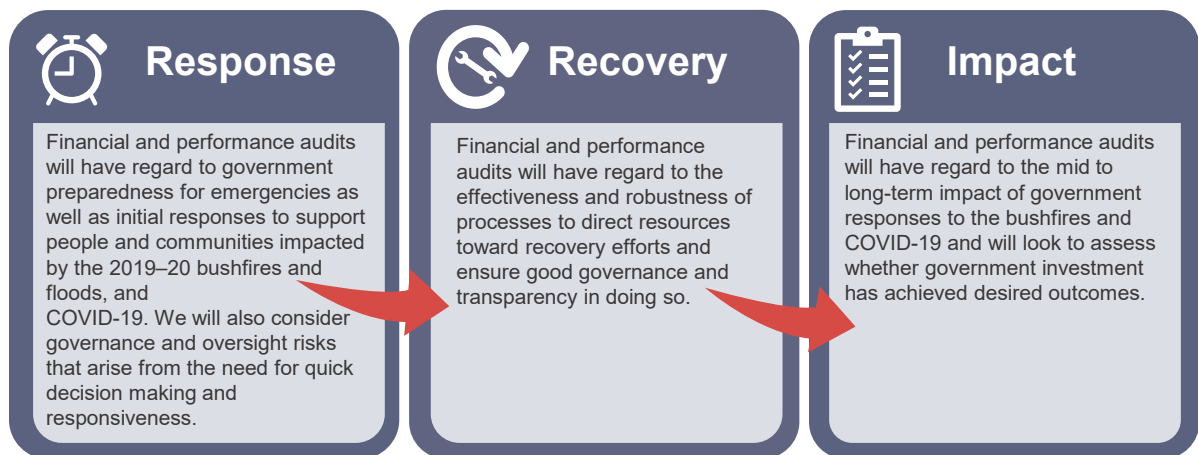 Response
Financial and performance audits
will have regard to government
preparedness for emergencies as
well as initial responses to support
people and communities impacted
by the 2019–20 bushfires and
floods, and
COVID-19. We will also consider
governance and oversight risks
that arise from the need for quick
decision making and
responsiveness.
Recovery
Financial and performance
audits will have regard to the
effectiveness and robustness of
processes to direct resources
toward recovery efforts and
ensure good governance and
transparency in doing so.
Impact
Financial and performance audits
will have regard to the mid to
long-term impact of government
responses to the bushfires and
COVID-19 and will look to assess
whether government investment
has achieved desired outcomes.